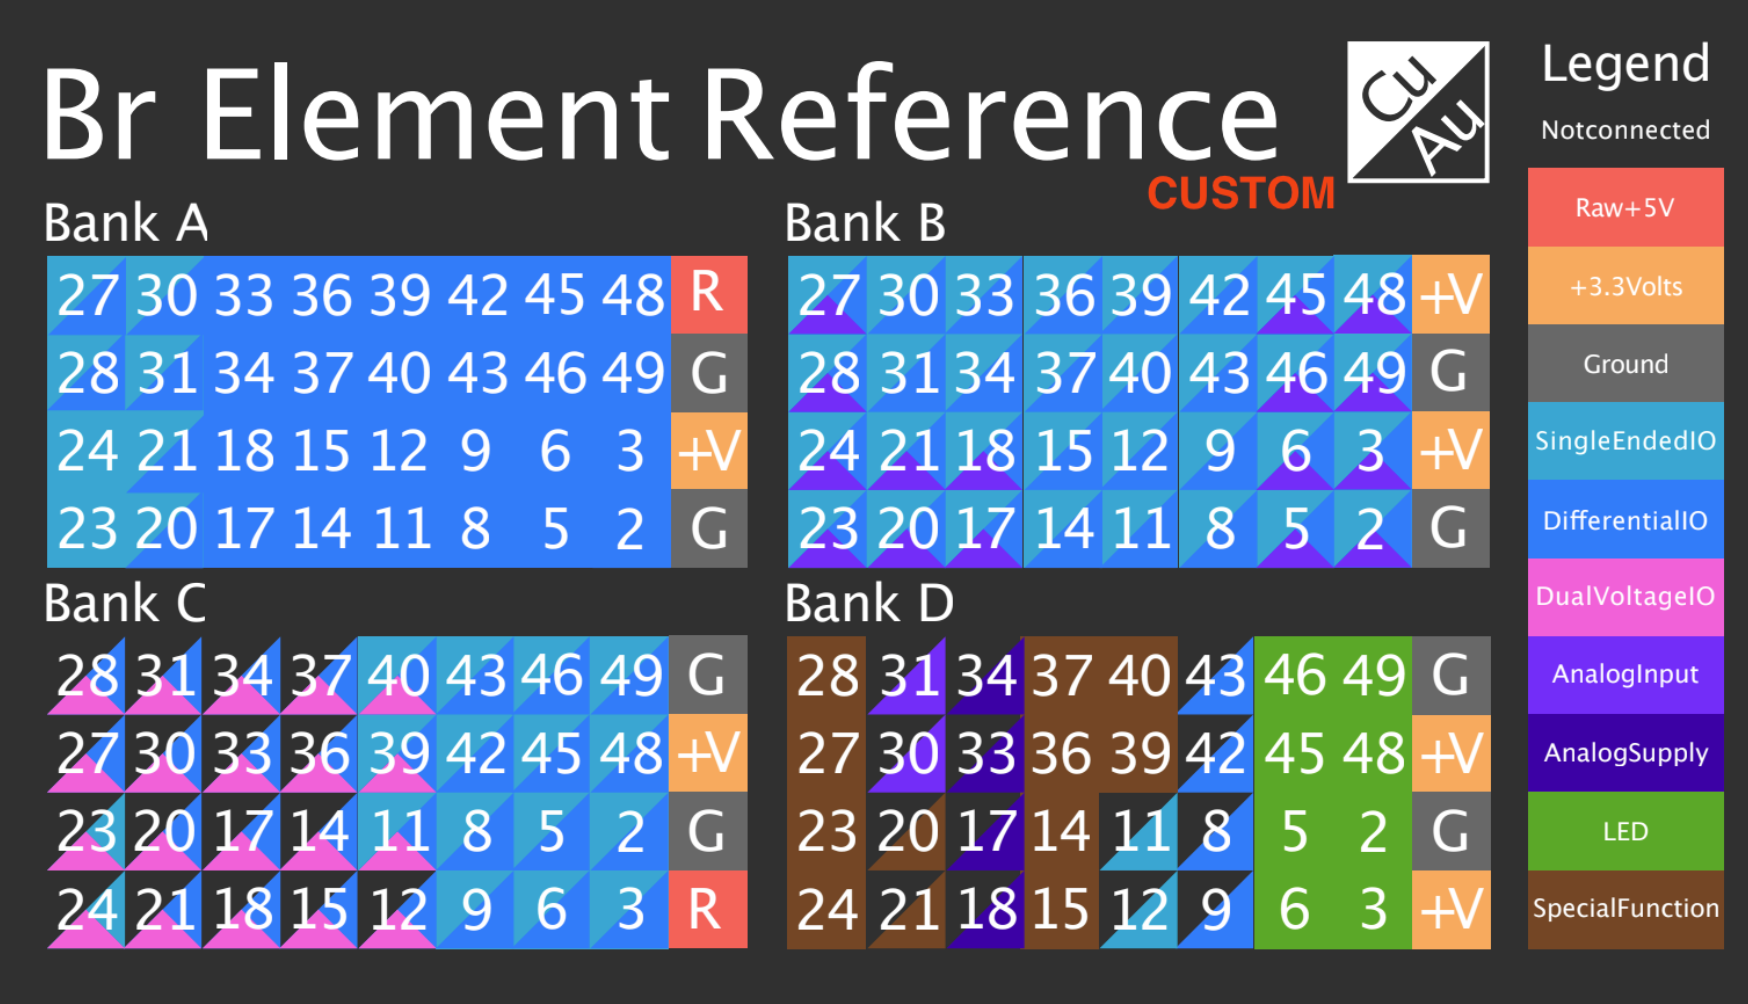 Br Element Reference
Cu
Au
CUSTOM
Legend
Notconnected
Raw+5V
+3.3Volts
Ground
SingleEndedIO
DifferentialIO
DualVoltageIO
AnalogInput
AnalogSupply
LED
SpecialFunction
Bank A
27 30 33 36 39 42 45 48 R
28 31 34 37 40 43 46 49 G
24 21 18 15 12 9 6 3 +V
23 20 17 14 11 8 5 2 G
Bank B
27 30 33 36 39 42 45 48 +V
28 31 34 37 40 43 46 49 G
24 21 18 15 12 9 6 3 +V
23 20 17 14 11 8 5 2 G
Bank C
28 31 34 37 40 43 46 49 G
27 30 33 36 39 42 45 48 +V
23 20 17 14 11 8 5 2 G
24 21 18 15 12 9 6 3 R
Bank D
28 31 34 37 40 43 46 49 G
27 30 33 36 39 42 45 48 +V
23 20 17 14 11 8 5 2 G
24 21 18 15 12 9 6 3 +V